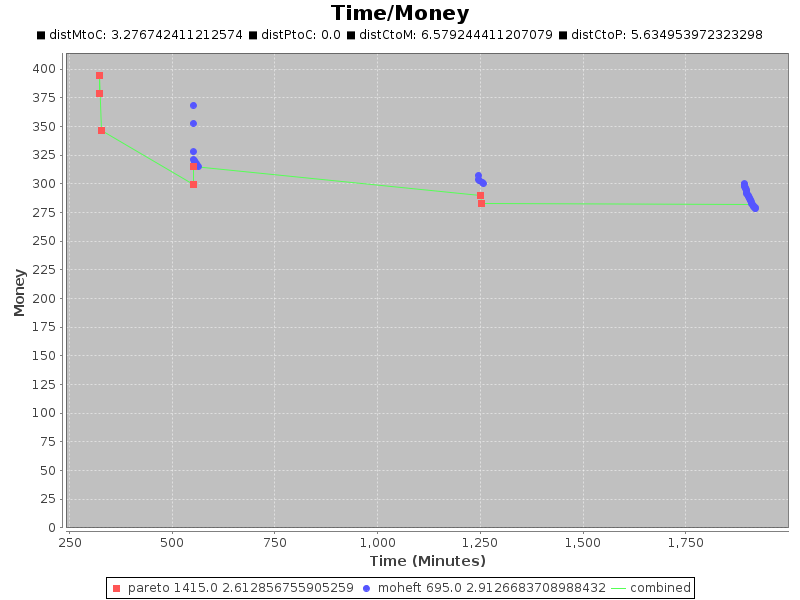 Time/Money
distMtoC: 3.276742411212574 distPtoC: 0.0 distCtoM: 6.579244411207079 distCtoP: 5.634953972323298
400
375
350
325
300
275
250
225
200
175
150
125
100
75
50
25
0
Money
250 500 750 1,000 1,250 1,500 1,750
Time (Minutes)
pareto 1415.0 2.612856755905259 moheft 695.0 2.9126683708988432 combined